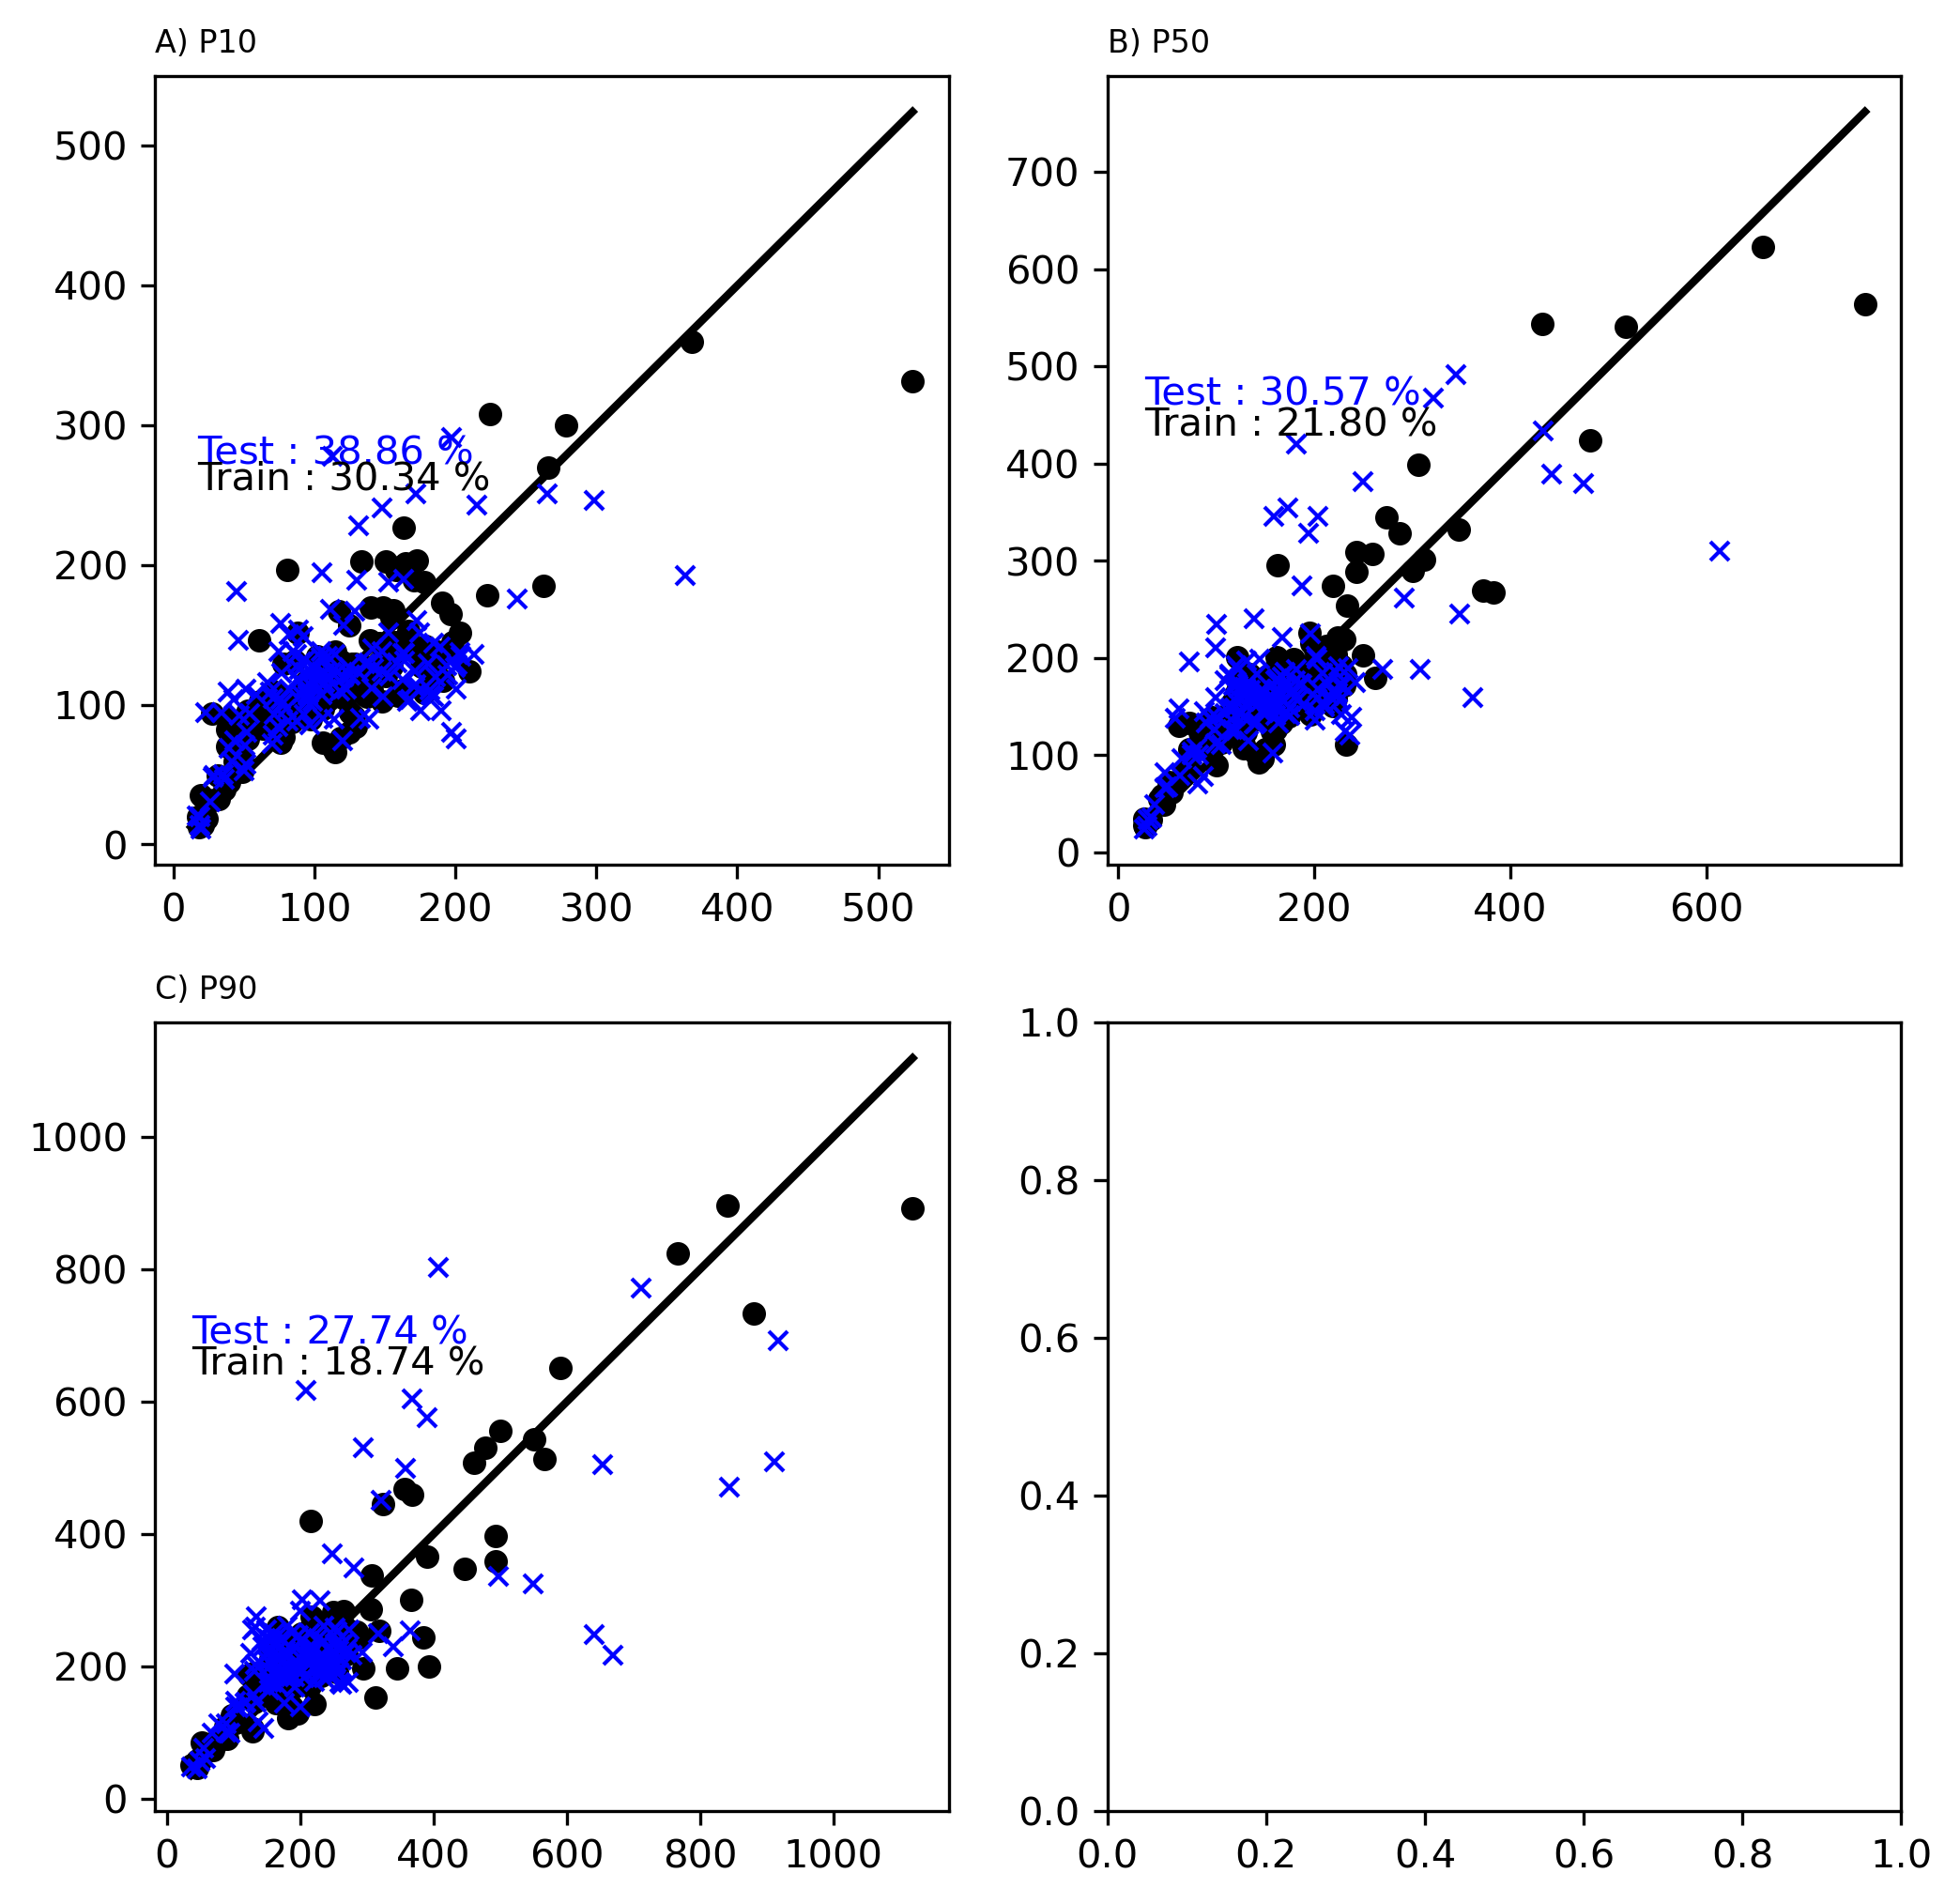 A) P10
500
400
300
200
100
0
Test : 38.86 %
Train : 30.34 %
0 100 200 300 400 500
B) P50
700
600
500
400
300
200
100
0
Test : 30.57 %
Train : 21.80 %
0 200 400 600
C) P90
1000
800
600
400
200
0
Test : 27.74 %
Train : 18.74 %
0 200 400 600 800 1000
1.0
0.8
0.6
0.4
0.2
0.0
0.0 0.2 0.4 0.6 0.8 1.0